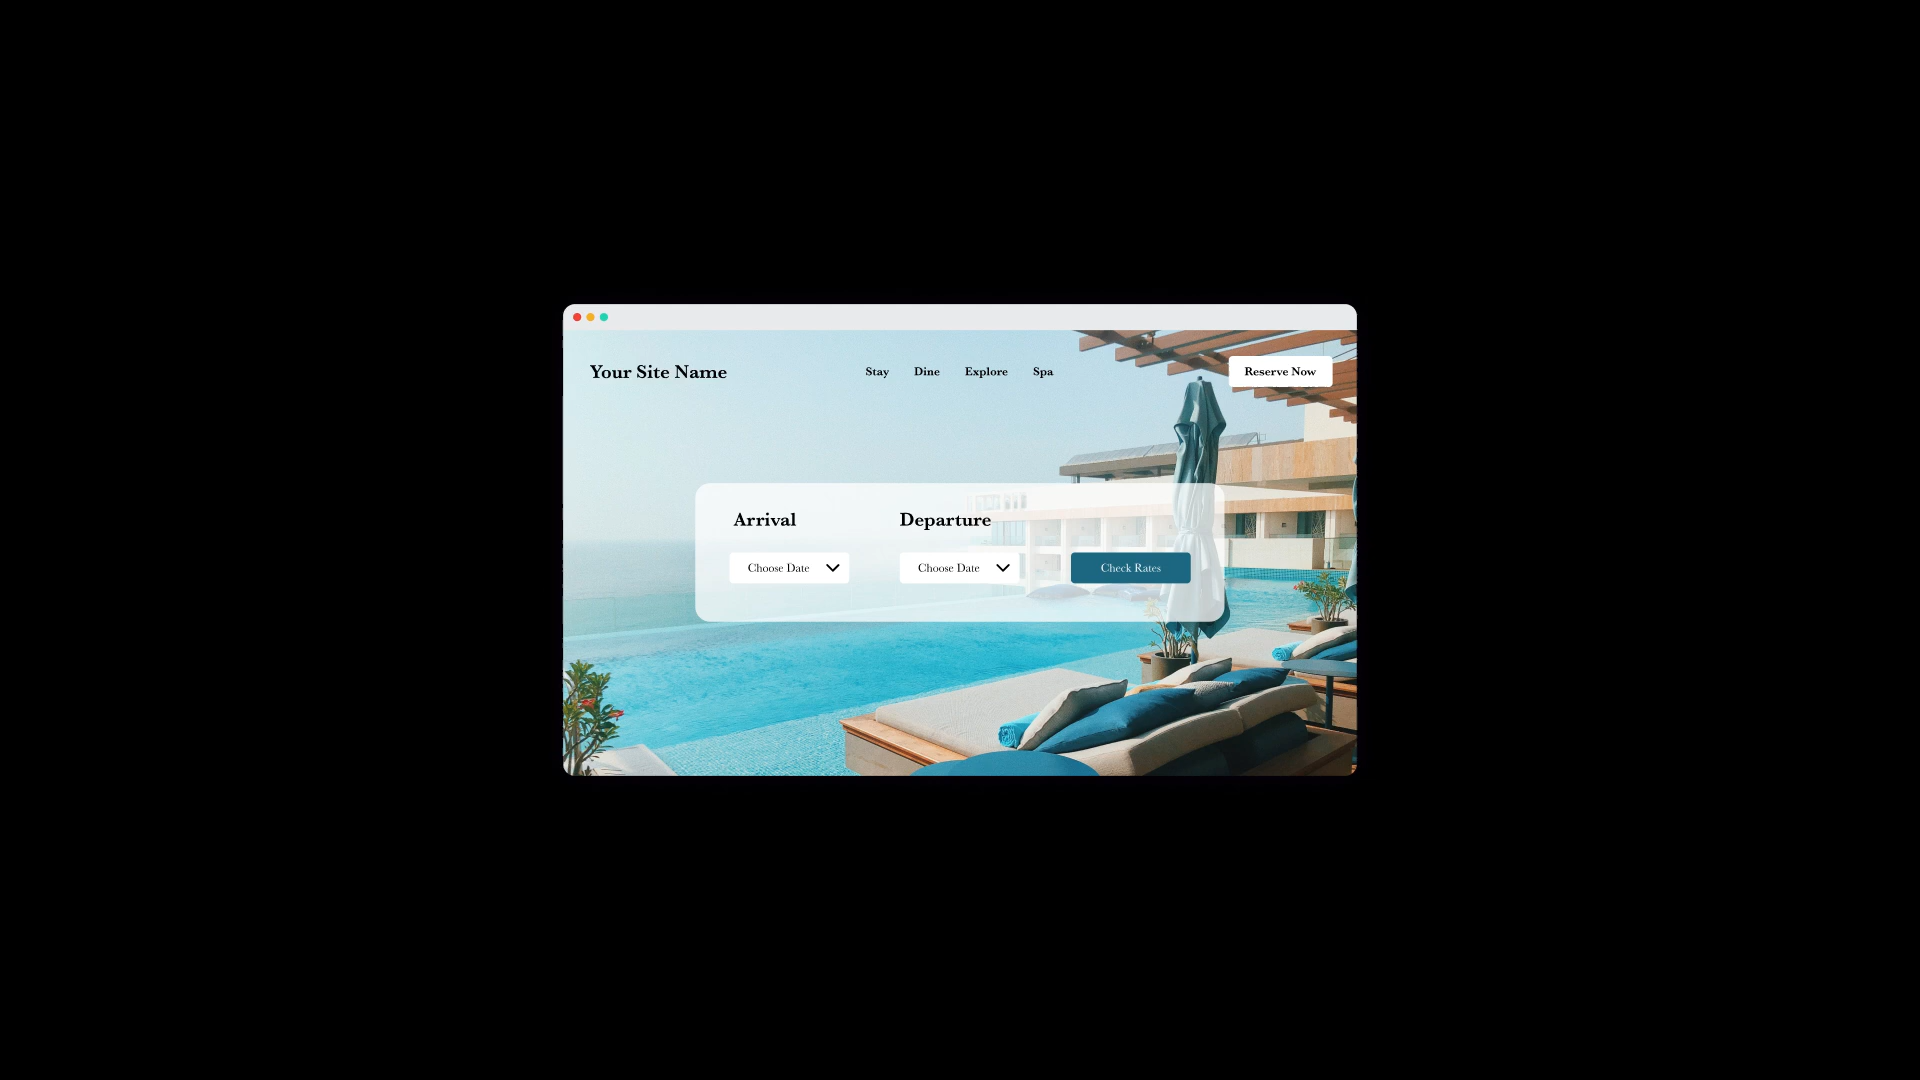 Your Site Name
Stay Dine Explore Spa
Reserve Now
Arrival
Departure
Choose Date
Choose Date
Check Rates